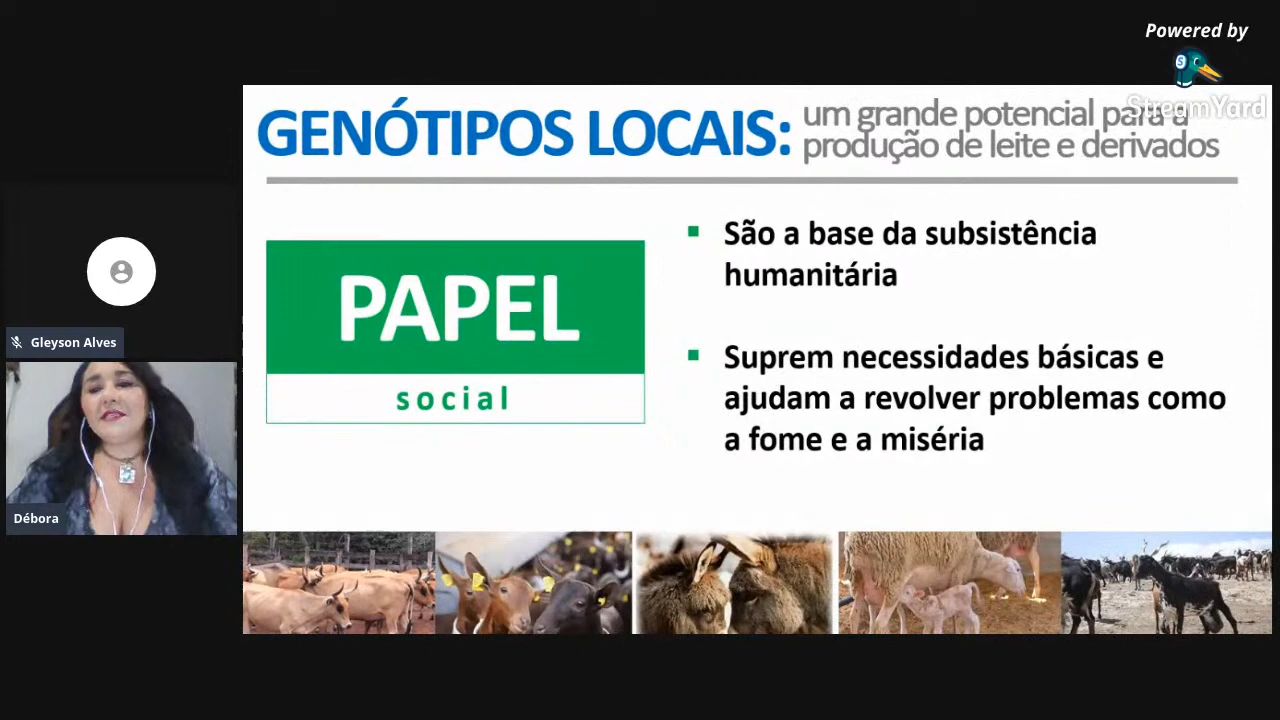 Powered by
StreamYard
GENÓTIPOS LOCAIS:
um grande potencial para a
produção de leite e derivados
PAPEL
social
São a base da subsistência
humanitária
Suprem necessidades básicas e
ajudam a revolver problemas como
a fome e a miséria
Gleyson Alves
Débora